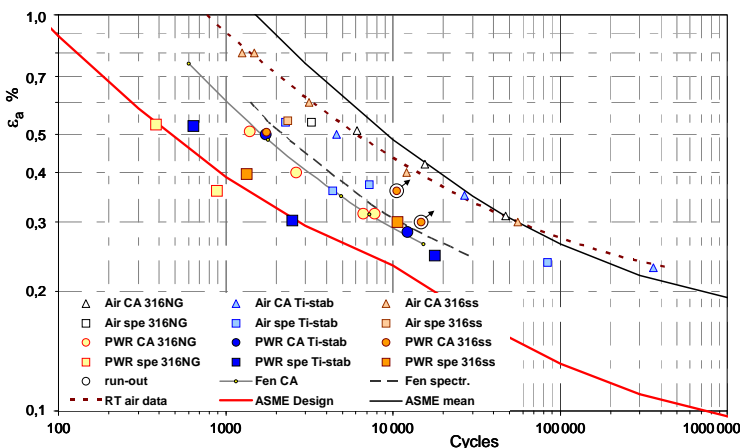 1,0
0,7
0,5
0,4
0,3
0,2
0,1
εa %
Air CA 316NG Air CA Ti-stab Air CA 316ss
Air spe 316NG Air spe Ti-stab Air spe 316ss
PWR CA 316NG PWR CA Ti-stab PWR CA 316ss
PWR spe 316NG PWR spe Ti-stab PWR spe 316ss
run-out Fen CA Fen spectr.
RT air data ASME Design ASME mean
100 1000 10 000 100 000 1000 000
Cycles